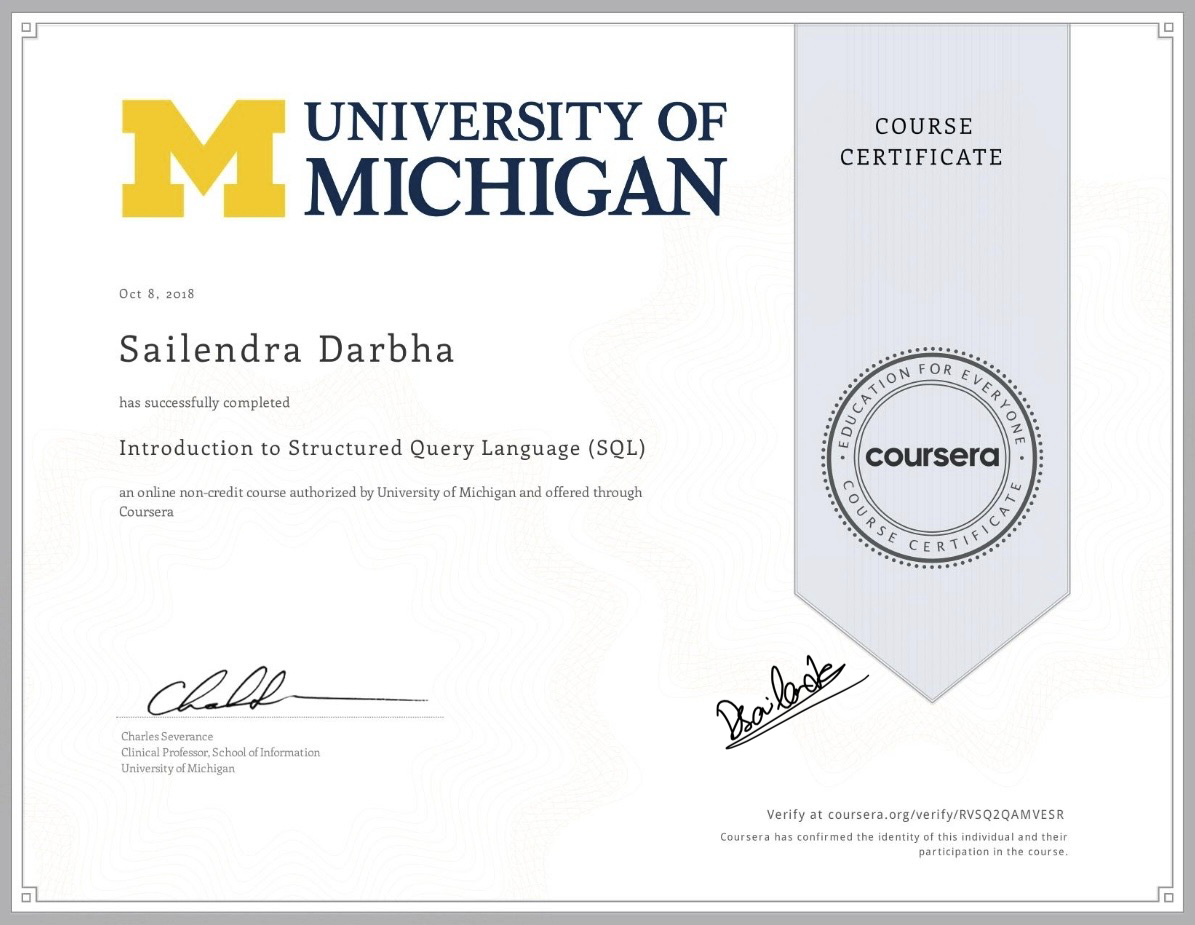 UNIVERSITY OF
MICHIGAN
COURSE
CERTIFICATE
Oct 8, 2018
Sailendra Darbha
has successfully completed
Introduction to Structured Query Language (SQL)
an online non-credit course authorized by University of Michigan and offered through
Coursera
EDUCATION FOR EVERYONE
coursera
COURSE CERTIFICATE
Charles Severance
Clinical Professor, School of Information
University of Michigan
Verify at coursera.org/verify/RVSQ2QAMVESR
Coursera has confirmed the identity of this individual and their
participation in the course.